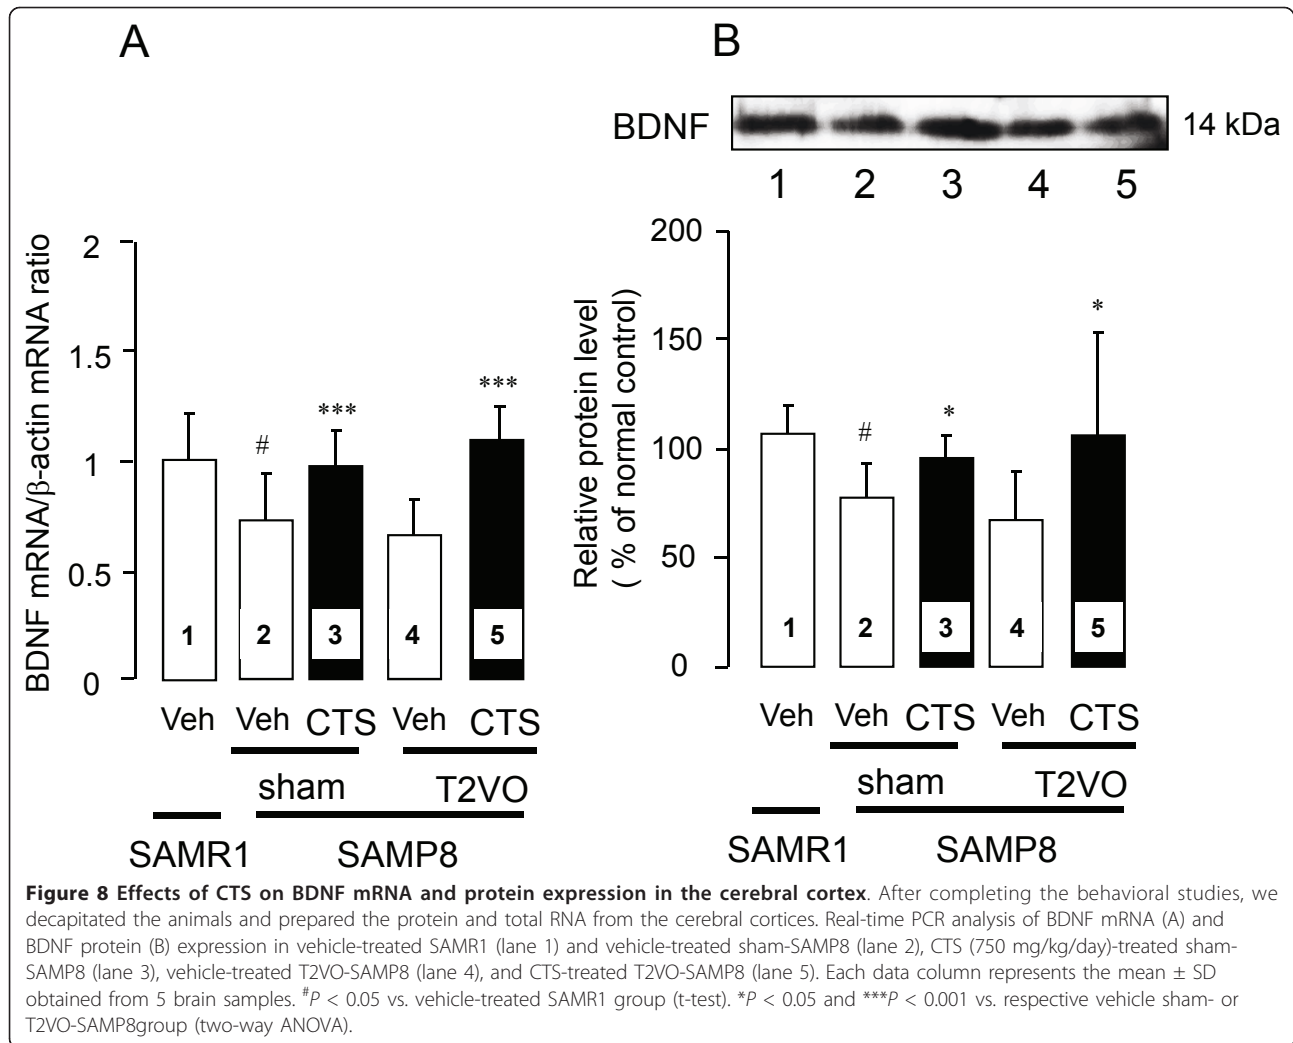 A
B
BDNF
14 kDa
1 2 3 4 5
BDNF mRNA/β-actin mRNA ratio
2
1.5
1
0.5
0
#
***
***
1 2 3 4 5
Veh Veh CTS Veh CTS
sham T2VO
SAMR1 SAMP8
Relative protein level
( % of normal control)
200
150
100
50
0
#
*
*
1 2 3 4 5
Veh Veh CTS Veh CTS
sham T2VO
SAMR1 SAMP8
Figure 8 Effects of CTS on BDNF mRNA and protein expression in the cerebral cortex. After completing the behavioral studies, we
decapitated the animals and prepared the protein and total RNA from the cerebral cortices. Real-time PCR analysis of BDNF mRNA (A) and
BDNF protein (B) expression in vehicle-treated SAMR1 (lane 1) and vehicle-treated sham-SAMP8 (lane 2), CTS (750 mg/kg/day)-treated sham-
SAMP8 (lane 3), vehicle-treated T2VO-SAMP8 (lane 4), and CTS-treated T2VO-SAMP8 (lane 5). Each data column represents the mean ± SD
obtained from 5 brain samples. #P < 0.05 vs. vehicle-treated SAMR1 group (t-test). *P < 0.05 and ***P < 0.001 vs. respective vehicle sham- or
T2VO-SAMP8group (two-way ANOVA).